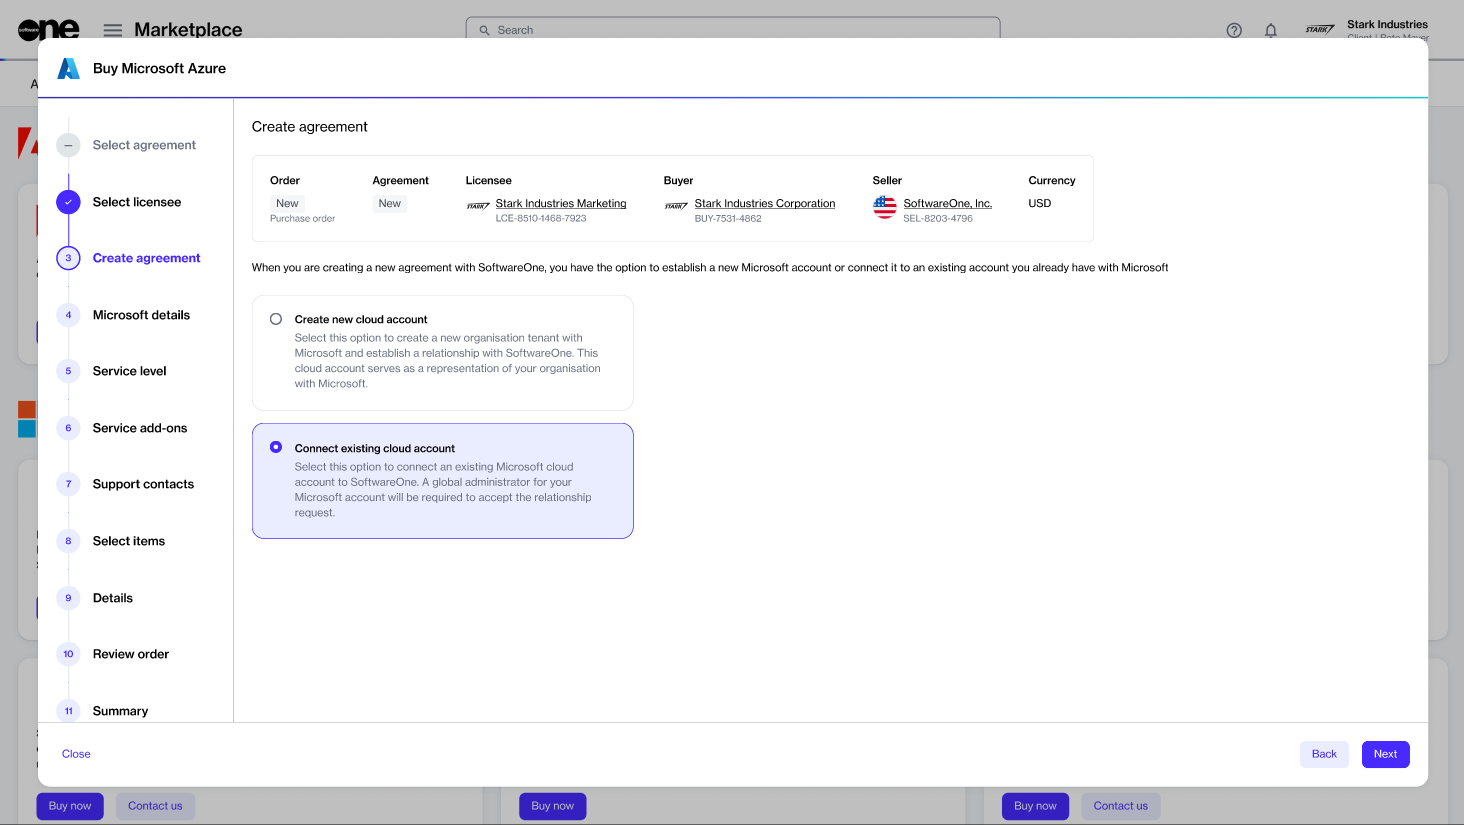 software
one
Marketplace
Search
STARK
Stark Industries
Buy Microsoft Azure
Select agreement
Select licensee
3 Create agreement
4 Microsoft details
5 Service level
6 Service add-ons
7 Support contacts
8 Select items
9 Details
10 Review order
11 Summary
Create agreement
Order
New
Purchase order
Agreement
New
Licensee
STARK
Stark Industries Marketing
LCE-8510-1468-7923
Buyer
STARK
Stark Industries Corporation
BUY-7531-4862
Seller
SoftwareOne, Inc.
SEL-8203-4796
Currency
USD
When you are creating a new agreement with SoftwareOne, you have the option to establish a new Microsoft account or connect it to an existing account you already have with Microsoft
Create new cloud account
Select this option to create a new organisation tenant with
Microsoft and establish a relationship with SoftwareOne. This
cloud account serves as a representation of your organisation
with Microsoft.
Connect existing cloud account
Select this option to connect an existing Microsoft cloud
account to SoftwareOne. A global administrator for your
Microsoft account will be required to accept the relationship
request.
Close
Back
Next
Buy now
Contact us
Buy now
Buy now
Contact us